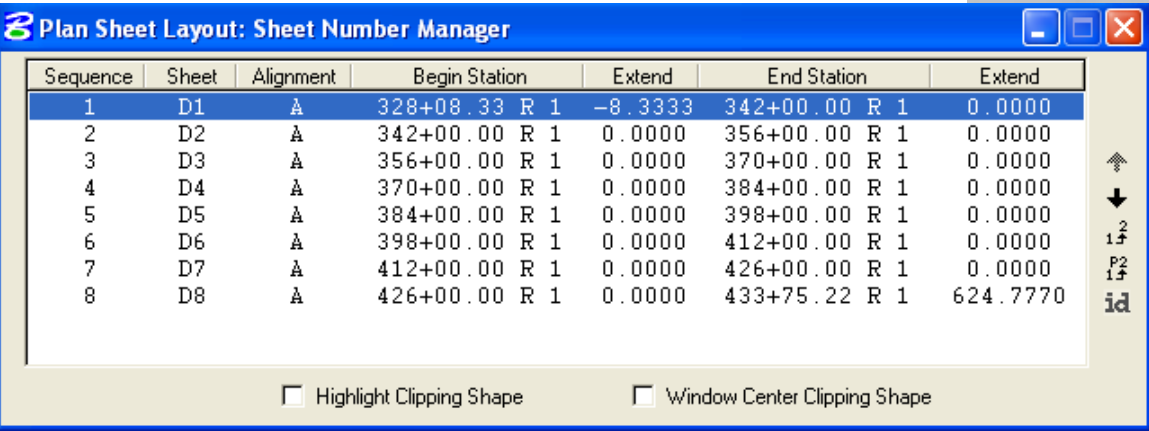 Plan Sheet Layout: Sheet Number Manager
Sequence Sheet Alignment Begin Station Extend End Station Extend
1 D1 A 328+08.33 R 1 -8.3333 342+00.00 R 1 0.0000
2 D2 A 342+00.00 R 1 0.0000 356+00.00 R 1 0.0000
3 D3 A 356+00.00 R 1 0.0000 370+00.00 R 1 0.0000
4 D4 A 370+00.00 R 1 0.0000 384+00.00 R 1 0.0000
5 D5 A 384+00.00 R 1 0.0000 398+00.00 R 1 0.0000
6 D6 A 398+00.00 R 1 0.0000 412+00.00 R 1 0.0000
7 D7 A 412+00.00 R 1 0.0000 426+00.00 R 1 0.0000
8 D8 A 426+00.00 R 1 0.0000 433+75.22 R 1 624.7770
1 2
1 P2
id
Highlight Clipping Shape Window Center Clipping Shape